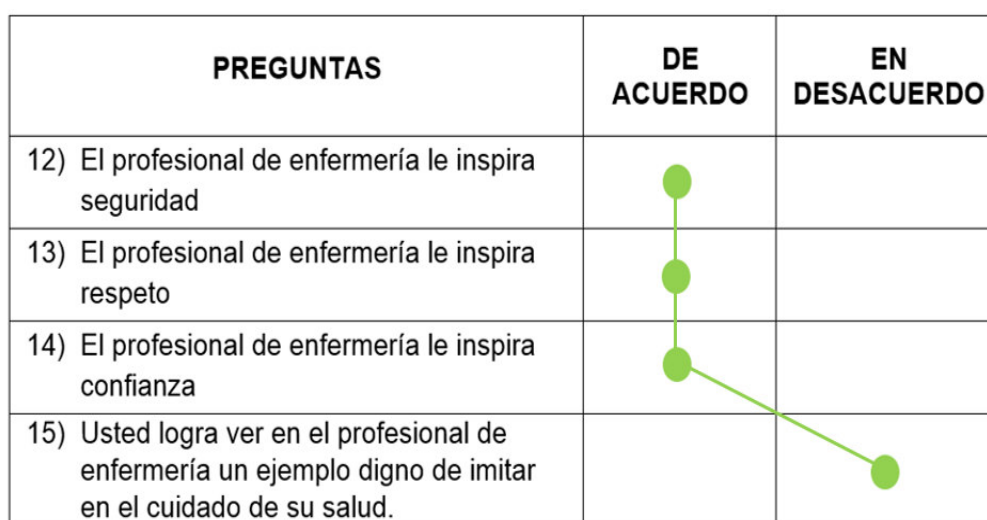 PREGUNTAS
DE
ACUERDO
EN
DESACUERDO
12) El profesional de enfermería le inspira
seguridad
13) El profesional de enfermería le inspira
respeto
14) El profesional de enfermería le inspira
confianza
15) Usted logra ver en el profesional de
enfermería un ejemplo digno de imitar
en el cuidado de su salud.